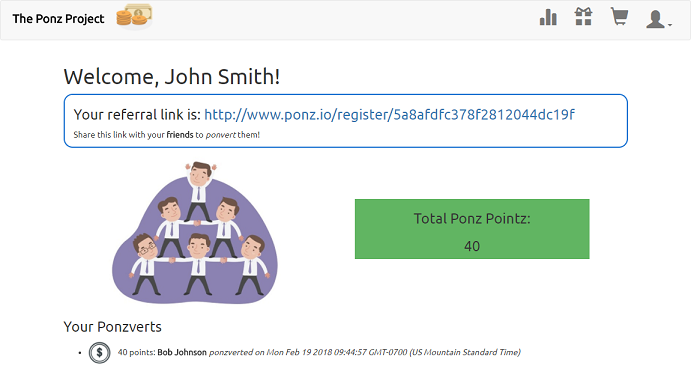 The Ponz Project
Welcome, John Smith!
Your referral link is: http://www.ponz.io/register/5a8afdfc378f2812044dc19f
Share this link with your friends to ponvert them!
Total Ponz Pointz:
40
Your Ponzverts
$
40 points: Bob Johnson ponzverted on Mon Feb 19 2018 09:44:57 GMT-0700 (US Mountain Standard Time)